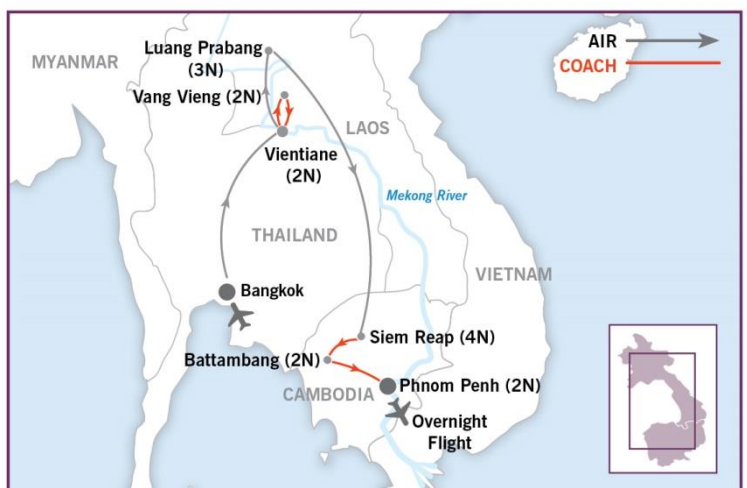 Luang Prabang
(3N)
AIR
COACH
MYANMAR
Vang Vieng (2N)
LAOS
Vientiane
(2N)
Mekong River
THAILAND
VIETNAM
Bangkok
Siem Reap (4N)
Battambang (2N)
CAMBODIA
Phnom Penh (2N)
Overnight
Flight